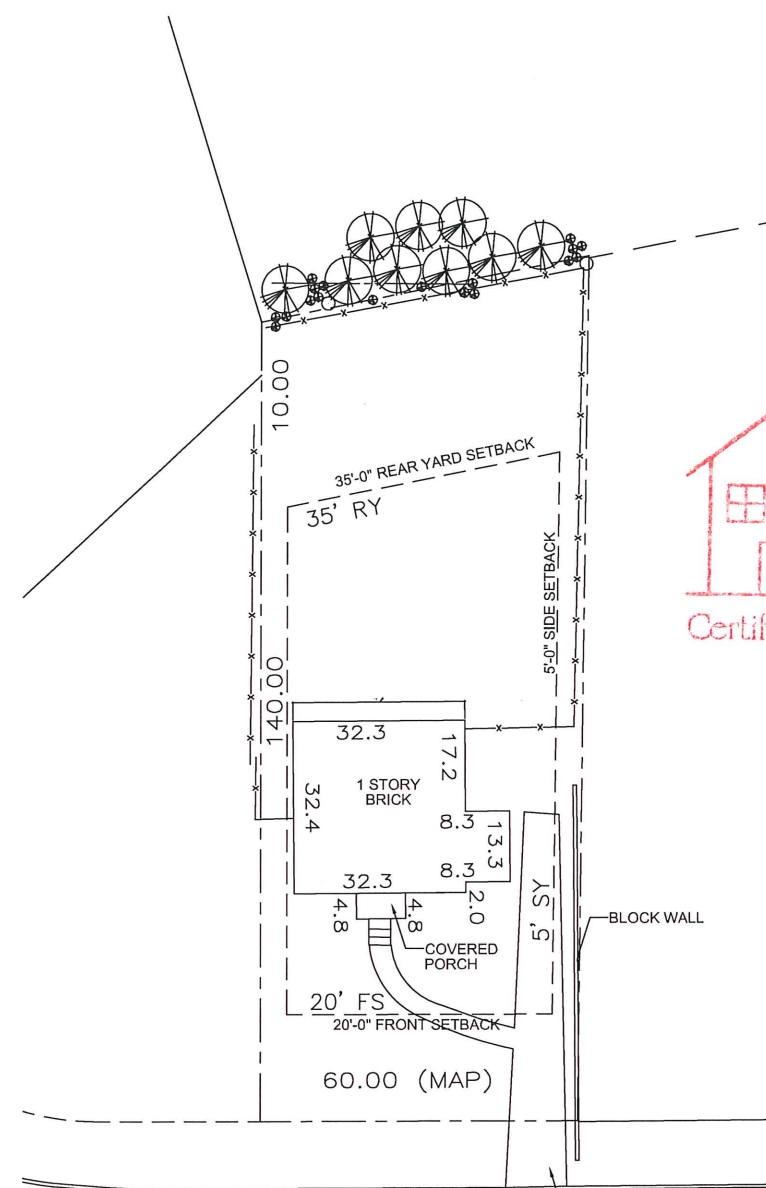 10.00
35'-0" REAR YARD SETBACK
35' RY
5'-0" SIDE SETBACK
Certif
140.00
32.3
17.2
1 STORY
BRICK
32.4
8.3
13.3
8.3
32.3
4.8
4.8
2.0
5' SY
BLOCK WALL
COVERED
PORCH
20' FS
20'-0" FRONT SETBACK
60.00 (MAP)